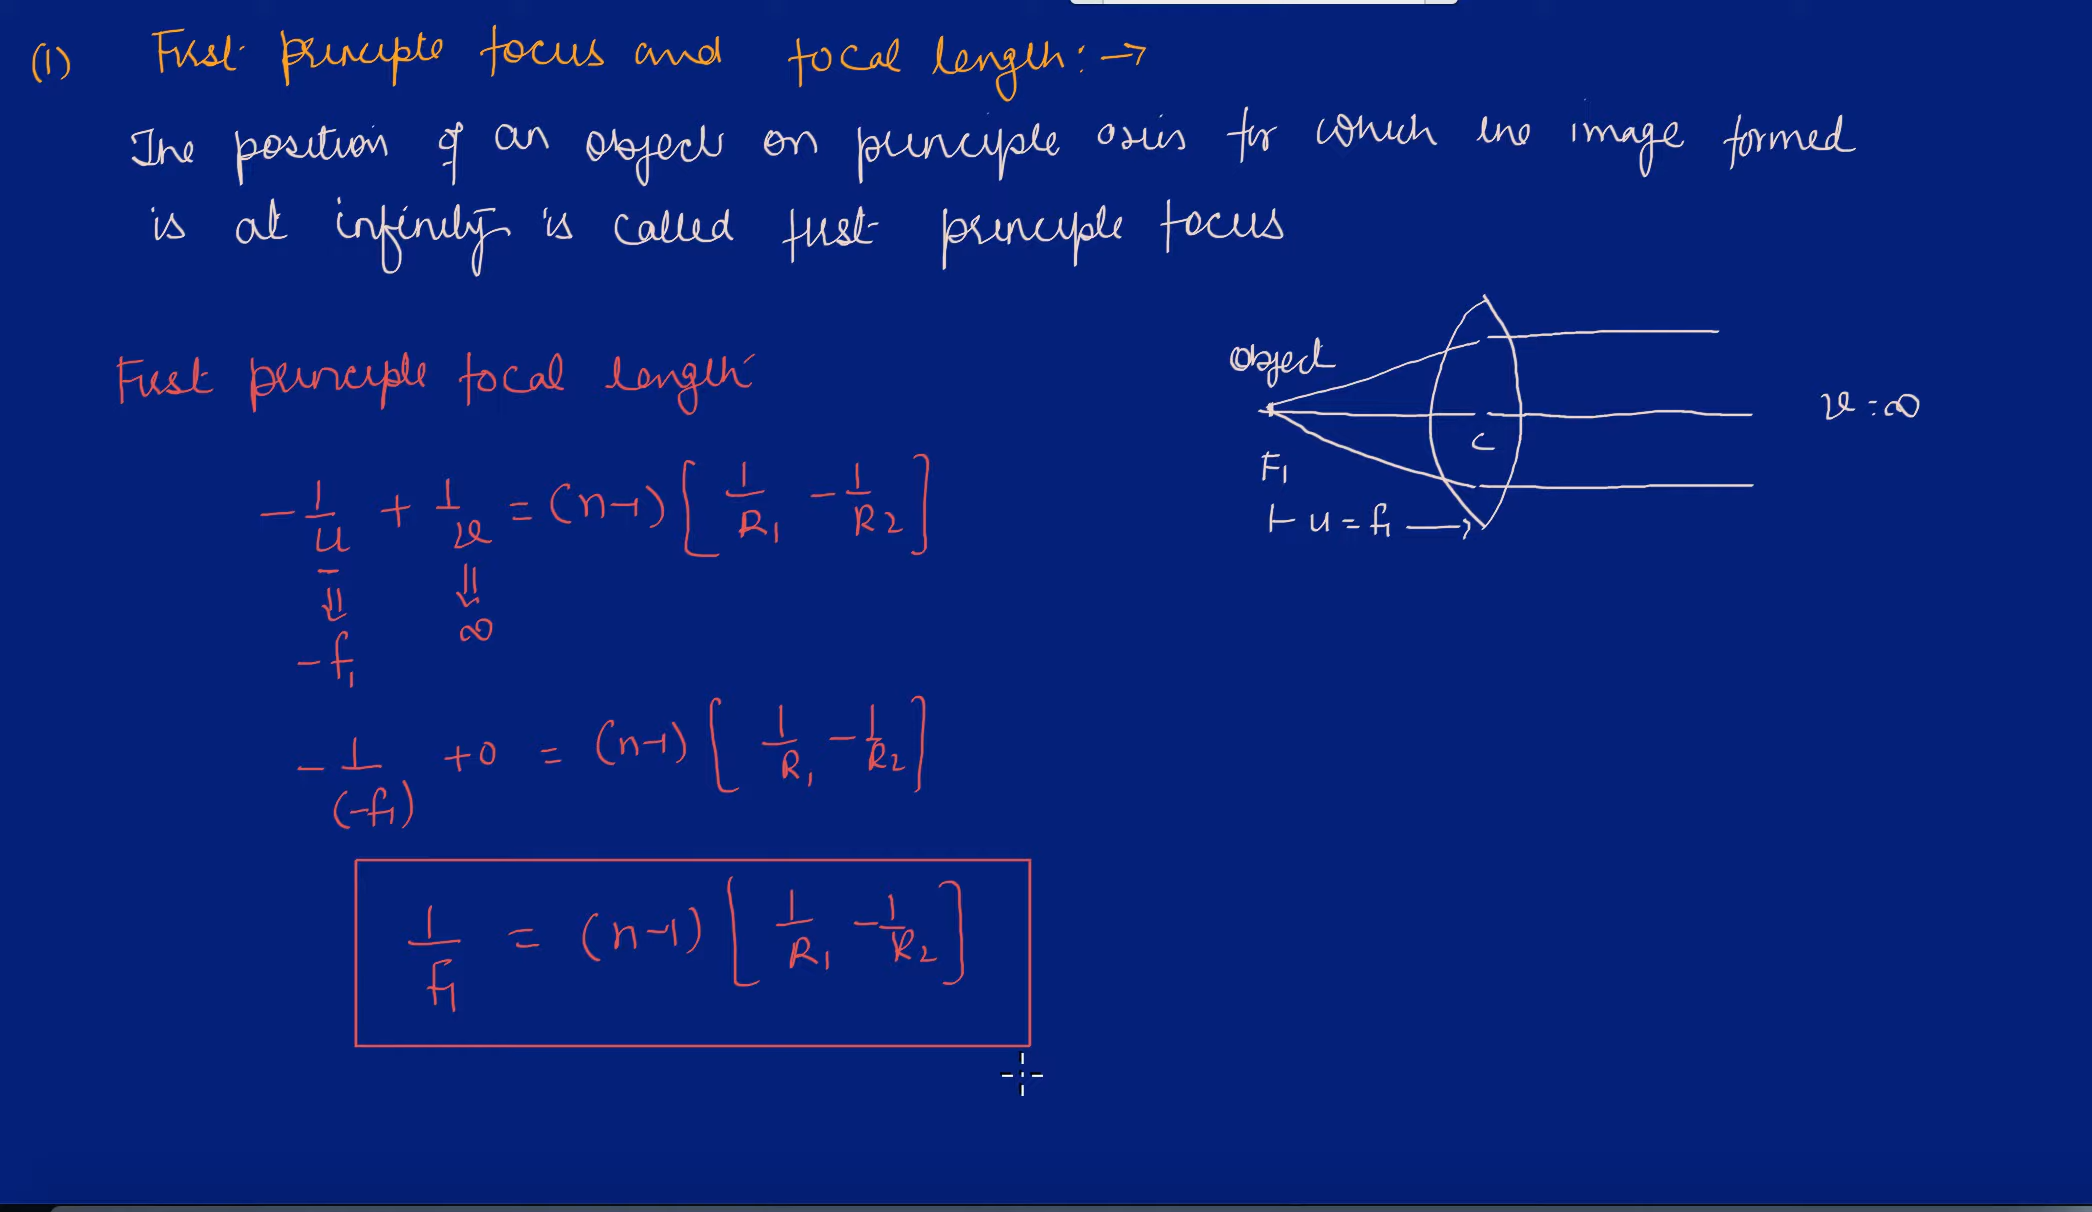 (1) First principle focus and focal length:→
The position of an object on principle axis for which the image formed
is at infinity is called first principle focus
object
First principle focal length
v = ∞
C
F₁
-1/u + 1/v = (n-1) [1/R₁ - 1/R₂]
⊢ u = f₁ →
-f₁ ∞
-1/(-f₁) + 0 = (n-1) [1/R₁ - 1/R₂]
1/f₁ = (n-1) [1/R₁ - 1/R₂]